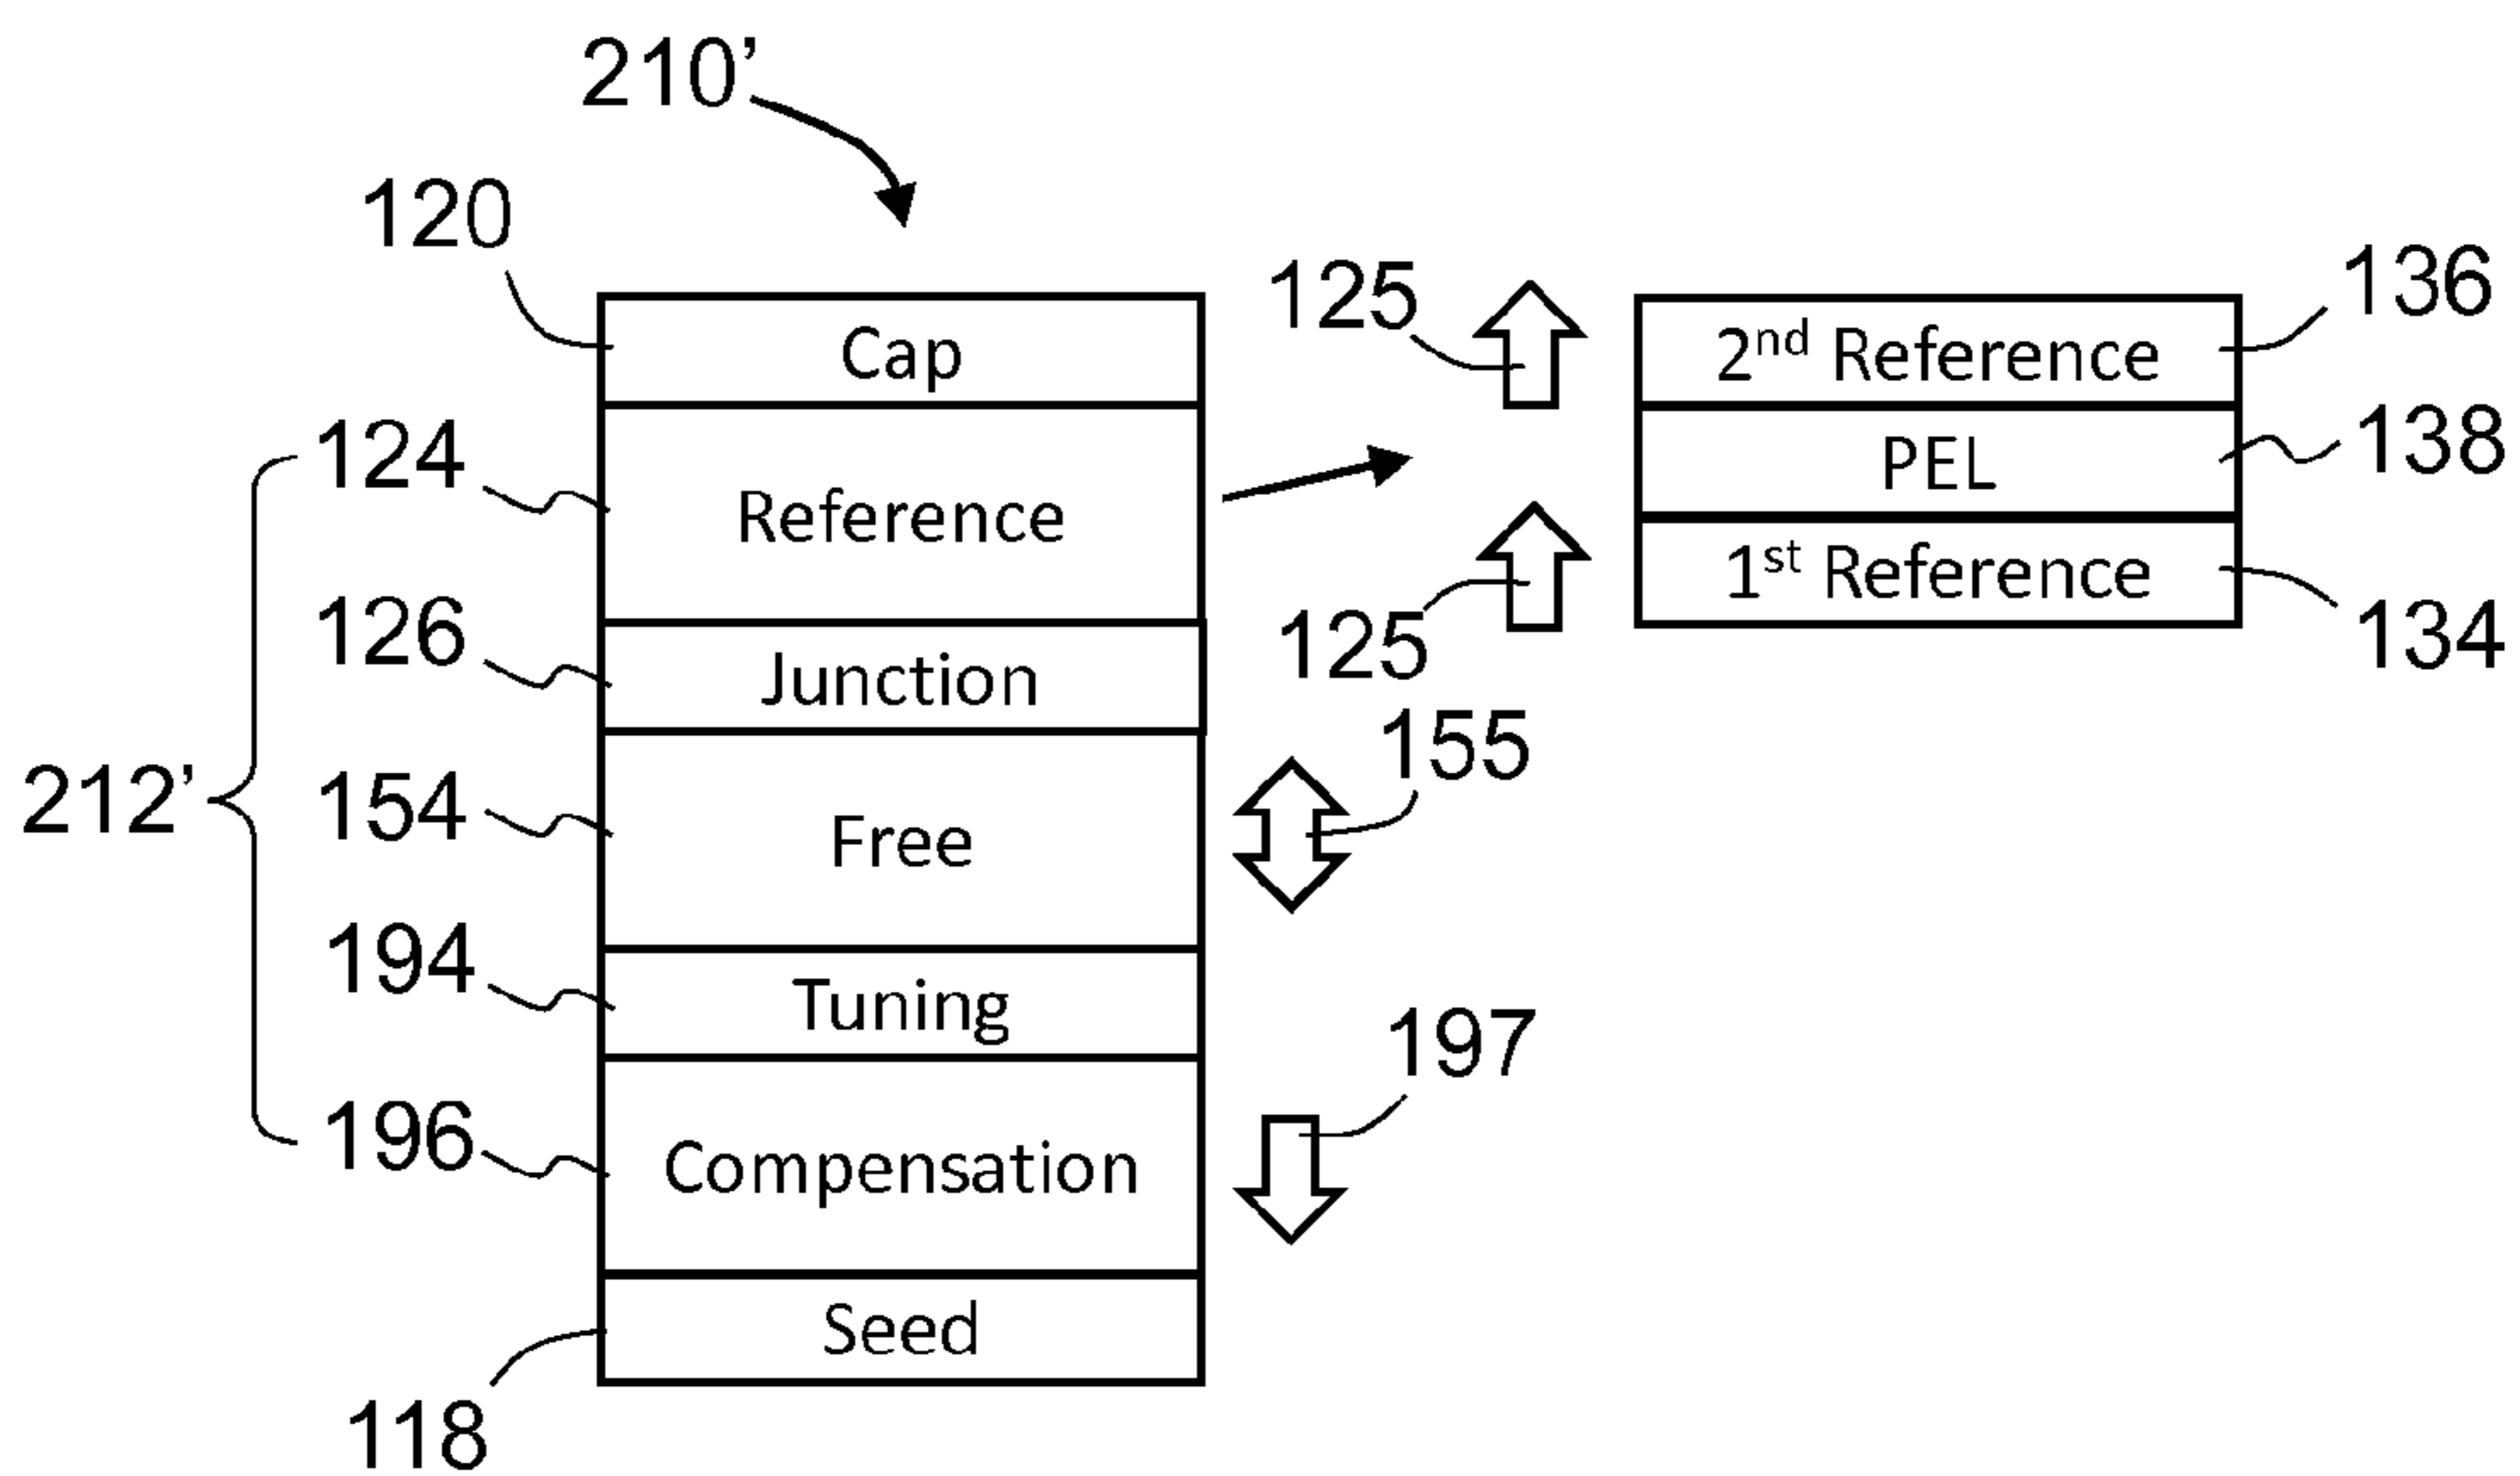 210’
120
Cap
125
2nd Reference
136
124
Reference
PEL
138
126
Junction
125
1st Reference
134
212’
154
Free
155
194
Tuning
196
Compensation
197
Seed
118